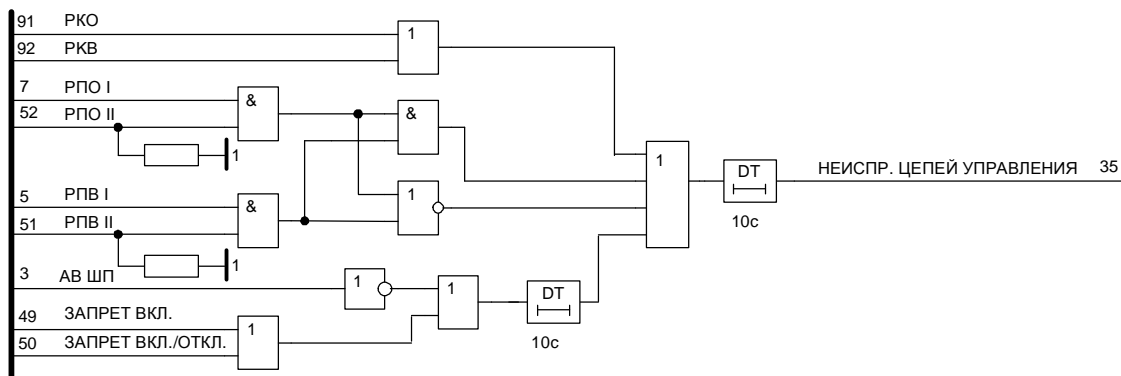 91 РКО
1
92 РКВ
7 РПО I
&
52 РПО II
&
1
1
DT
НЕИСПР. ЦЕПЕЙ УПРАВЛЕНИЯ 35
10с
5 РПВ I
&
1
51 РПВ II
1
3 АВ ШП
1
1
DT
10с
49 ЗАПРЕТ ВКЛ.
1
50 ЗАПРЕТ ВКЛ./ОТКЛ.